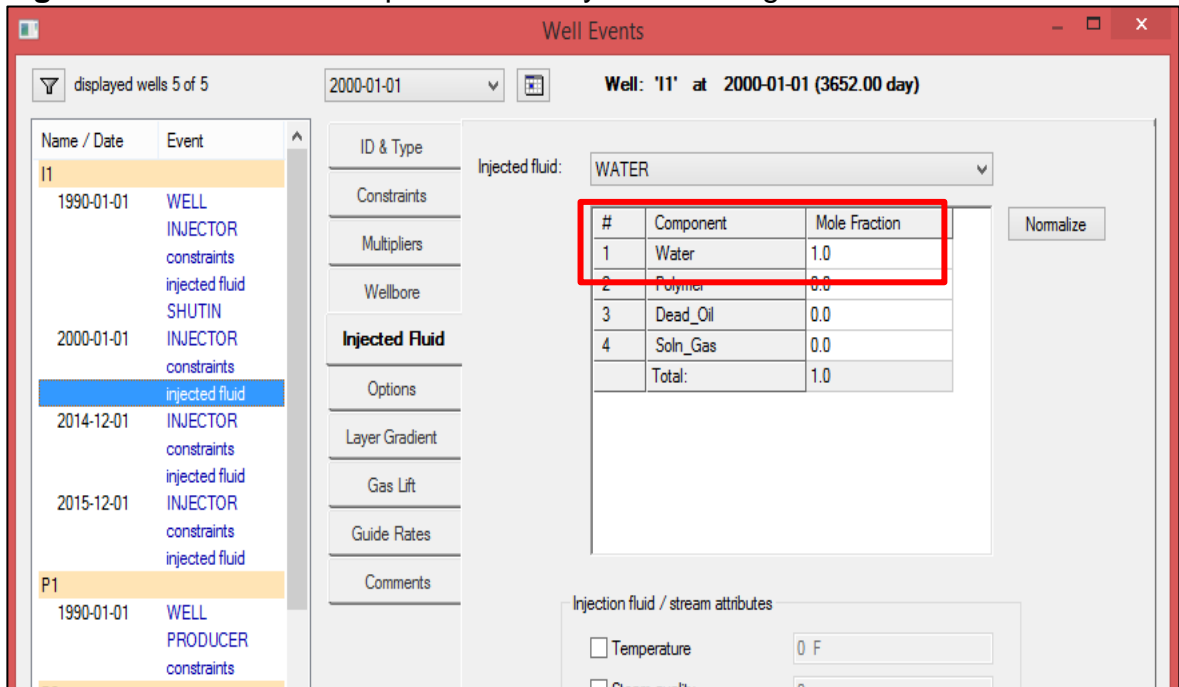 Well Events
displayed wells 5 of 5
2000-01-01
Well: 'I1' at 2000-01-01 (3652.00 day)
Name / Date Event
I1
1990-01-01 WELL
INJECTOR
constraints
injected fluid
SHUTIN
2000-01-01 INJECTOR
constraints
injected fluid
2014-12-01 INJECTOR
constraints
injected fluid
2015-12-01 INJECTOR
constraints
injected fluid
P1
1990-01-01 WELL
PRODUCER
constraints
ID & Type
Constraints
Multipliers
Wellbore
Injected Fluid
Options
Layer Gradient
Gas Lift
Guide Rates
Comments
Injected fluid: WATER
# Component Mole Fraction
1 Water 1.0
2 Polymer 0.0
3 Dead_Oil 0.0
4 Soln_Gas 0.0
Total: 1.0
Normalize
Injection fluid / stream attributes
Temperature 0 F